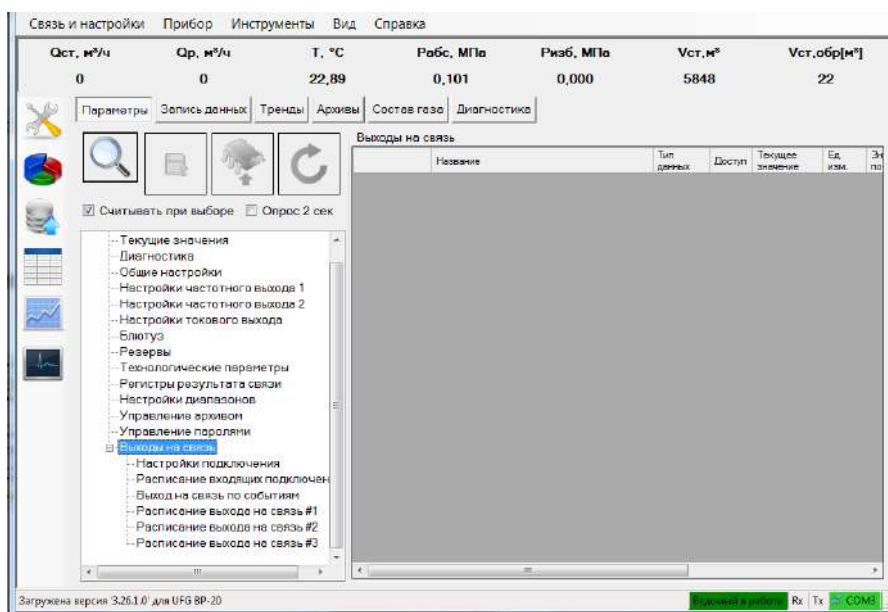 Связь и настройки Прибор Инструменты Вид Справка
Qст, м³/ч Qр, м³/ч T, °C Pабс, МПа Pизб, МПа Vст,м³ Vст,обр[м³]
0 0 22,89 0,101 0,000 5848 22
Параметры Запись данных Тренды Архивы Состав газа Диагностика
Выходы на связь
Название Тип данных Доступ Текущее значение Ед. изм. Зн по
Считывать при выборе Опрос 2 сек
Текущие значения
Диагностика
Общие настройки
Настройки частотного выхода 1
Настройки частотного выхода 2
Настройки токового выхода
Блютуз
Резервы
Технологические параметры
Регистры результата связи
Настройки диапазонов
Управление архивом
Управление паролями
Выходы на связь
Настройки подключения
Расписание входящих подключен
Выход на связь по событиям
Расписание выхода на связь #1
Расписание выхода на связь #2
Расписание выхода на связь #3
Загружена версия '3.26.1.0' для UFG BP-20 Ведомый в работе Rx Tx COM3